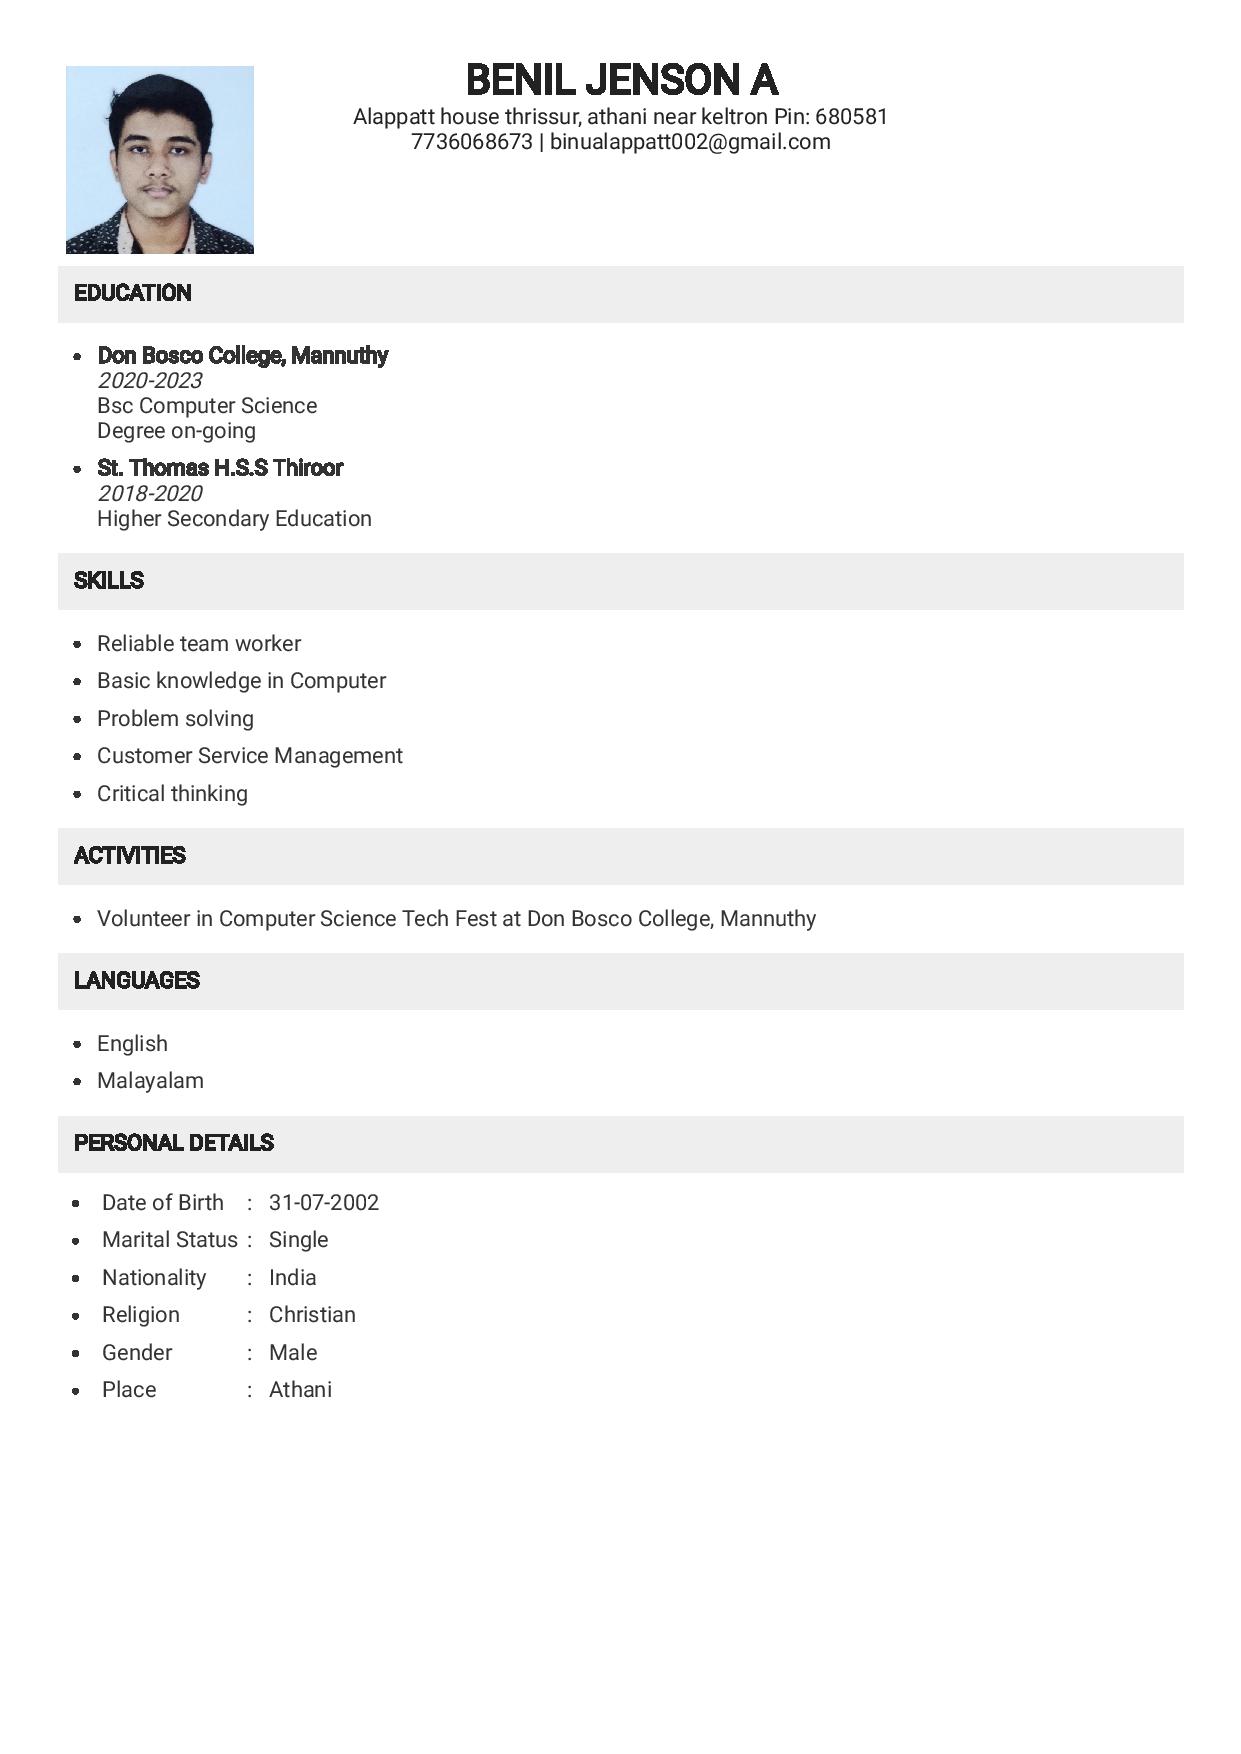 BENIL JENSON A
Alappatt house thrissur, athani near keltron Pin: 680581
7736068673 | binualappatt002@gmail.com
EDUCATION
• Don Bosco College, Mannuthy
2020-2023
Bsc Computer Science
Degree on-going
• St. Thomas H.S.S Thiroor
2018-2020
Higher Secondary Education
SKILLS
• Reliable team worker
• Basic knowledge in Computer
• Problem solving
• Customer Service Management
• Critical thinking
ACTIVITIES
• Volunteer in Computer Science Tech Fest at Don Bosco College, Mannuthy
LANGUAGES
• English
• Malayalam
PERSONAL DETAILS
• Date of Birth : 31-07-2002
• Marital Status : Single
• Nationality : India
• Religion : Christian
• Gender : Male
• Place : Athani